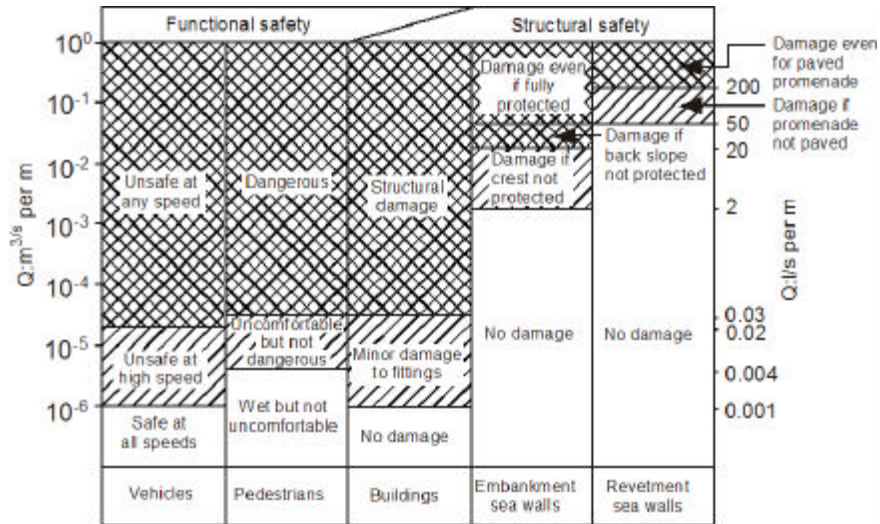 Functional safety
Structural safety
10⁰
10⁻¹
10⁻²
10⁻³
10⁻⁴
10⁻⁵
10⁻⁶
Q:m³/s per m
Unsafe at
any speed
Unsafe at
high speed
Safe at
all speeds
Vehicles
Dangerous
Uncomfortable
but not
dangerous
Wet but not
uncomfortable
Pedestrians
Structural
damage
Minor damage
to fittings
No damage
Buildings
Damage even
if fully
protected
Damage if
crest not
protected
No damage
Embankment
sea walls
Damage if
back slope
not protected
No damage
Revetment
sea walls
200
50
20
2
0.03
0.02
0.004
0.001
Q:l/s per m
Damage even
for paved
promenade
Damage if
promenade
not paved